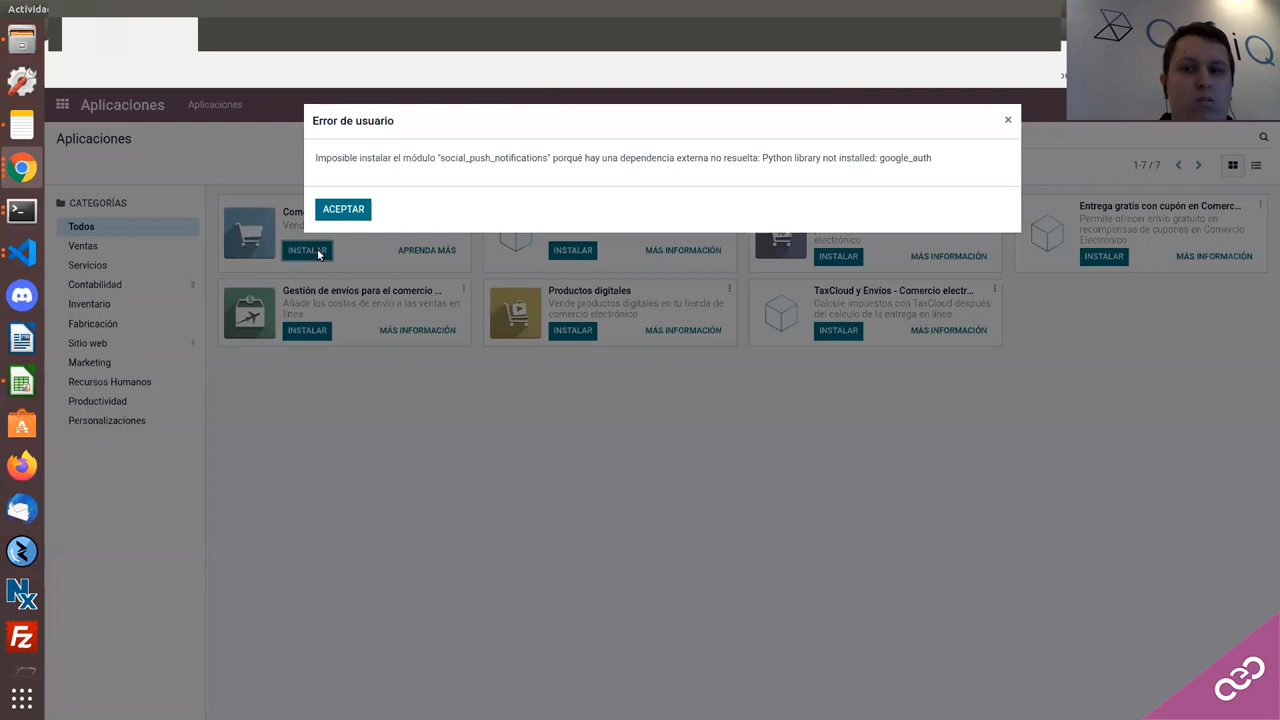 Actividad
Aplicaciones
Aplicaciones
Aplicaciones
1-7 / 7
Error de usuario
×
Imposible instalar el módulo "social_push_notifications" porqué hay una dependencia externa no resuelta: Python library not installed: google_auth
ACEPTAR
CATEGORÍAS
Todos
Ventas
Servicios
Contabilidad 2
Inventario
Fabricación
Sitio web 5
Marketing
Recursos Humanos
Productividad
Personalizaciones
INSTALAR
APRENDA MÁS
INSTALAR
MÁS INFORMACIÓN
electrónico
INSTALAR
MÁS INFORMACIÓN
Entrega gratis con cupón en Comerc...
Permite ofrecer envío gratuito en
recompensas de cupones en Comercio
Electrónico
INSTALAR
MÁS INFORMACIÓN
Gestión de envíos para el comercio ...
Añadir los costos de envío a las ventas en
línea
INSTALAR
MÁS INFORMACIÓN
Productos digitales
Vende productos digitales en tu tienda de
comercio electrónico
INSTALAR
MÁS INFORMACIÓN
TaxCloud y Envíos - Comercio electr...
Calcule impuestos con TaxCloud después
del cálculo de la entrega en línea
INSTALAR
MÁS INFORMACIÓN